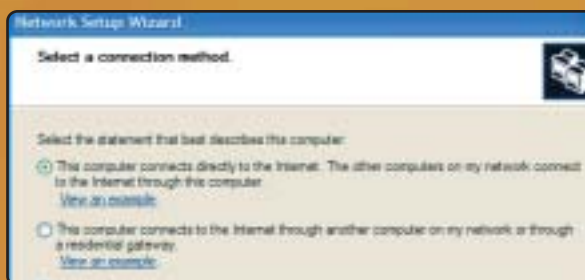 Network Setup Wizard
Select a connection method.
Select the statement that best describes this computer:
This computer connects directly to the Internet. The other computers on my network connect
to the Internet through this computer.
View an example.
This computer connects to the Internet through another computer on my network or through
a residential gateway.
View an example.